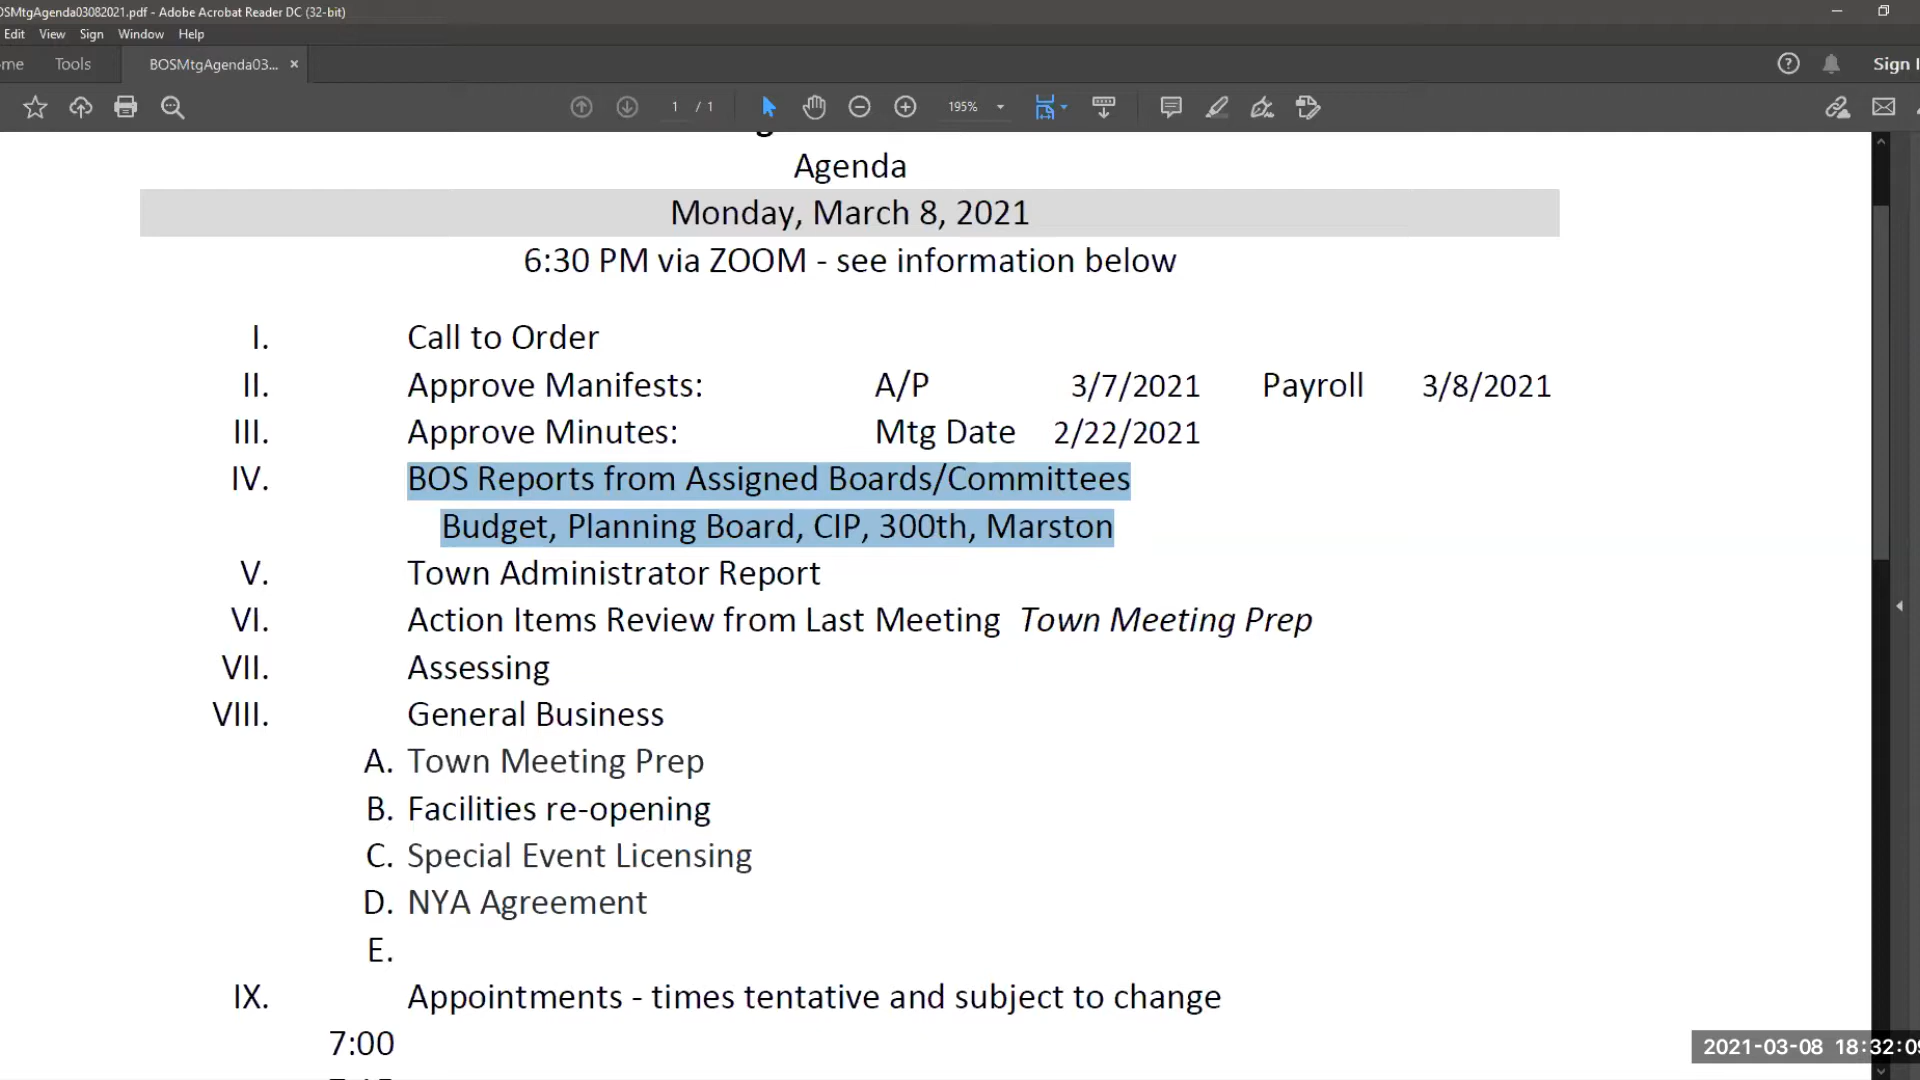 OSMtgAgenda03082021.pdf - Adobe Acrobat Reader DC (32-bit)
Edit View Sign Window Help
me Tools BOSMtgAgenda03... × Sign I
1 / 1 195%
Agenda
Monday, March 8, 2021
6:30 PM via ZOOM - see information below
I. Call to Order
II. Approve Manifests: A/P 3/7/2021 Payroll 3/8/2021
III. Approve Minutes: Mtg Date 2/22/2021
IV. BOS Reports from Assigned Boards/Committees
Budget, Planning Board, CIP, 300th, Marston
V. Town Administrator Report
VI. Action Items Review from Last Meeting Town Meeting Prep
VII. Assessing
VIII. General Business
A. Town Meeting Prep
B. Facilities re-opening
C. Special Event Licensing
D. NYA Agreement
E.
IX. Appointments - times tentative and subject to change
7:00
2021-03-08 18:32:09